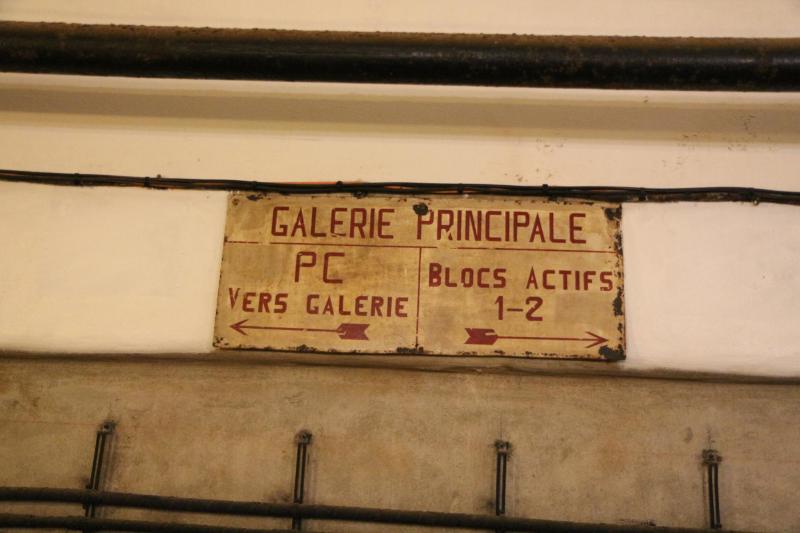 GALERIE PRINCIPALE
PC
VERS GALERIE
BLOCS ACTIFS
1-2